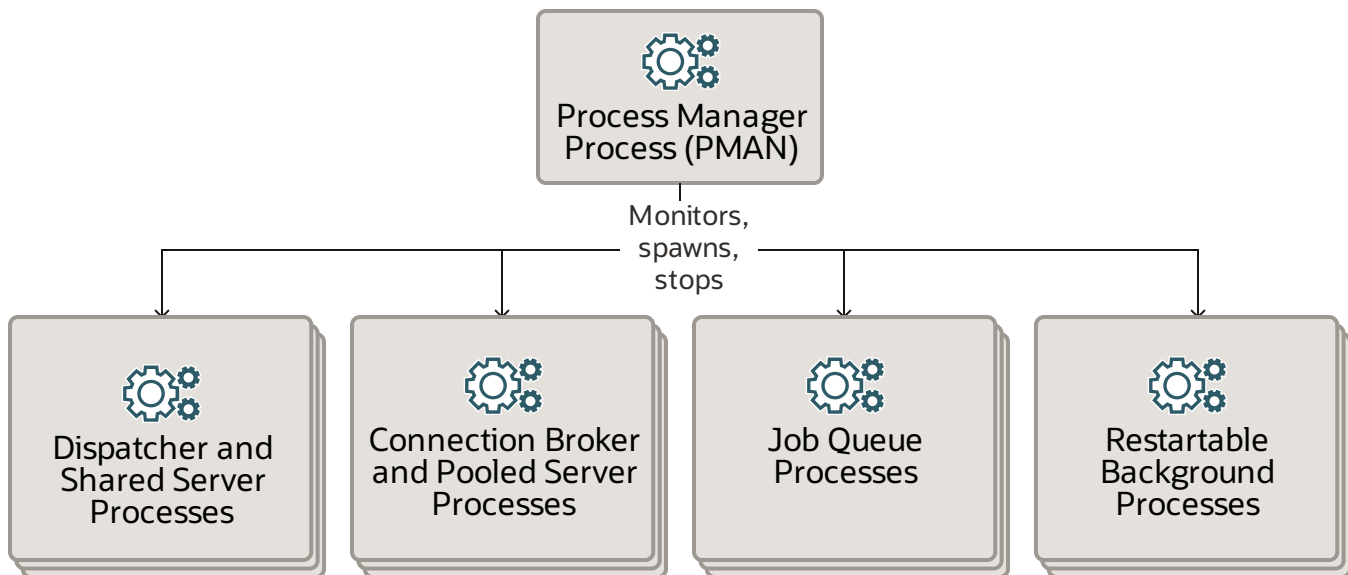 Process Manager
Process (PMAN)
Monitors,
spawns,
stops
Dispatcher and
Shared Server
Processes
Connection Broker
and Pooled Server
Processes
Job Queue
Processes
Restartable
Background
Processes